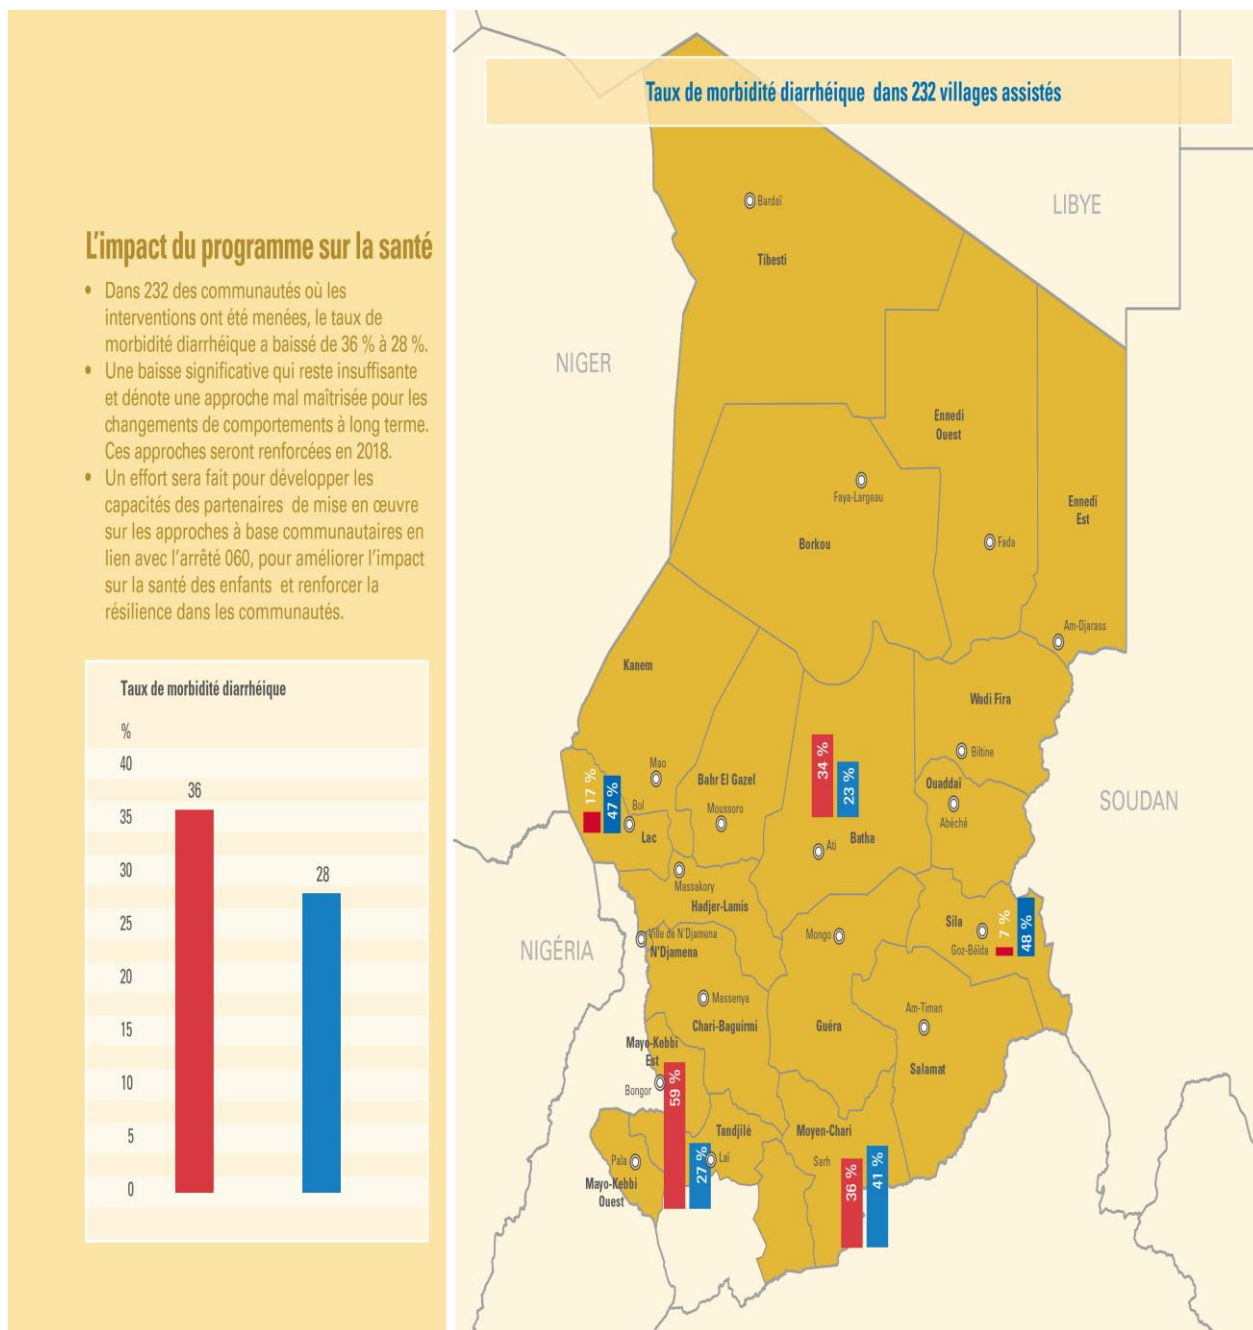 L'impact du programme sur la santé
• Dans 232 des communautés où les
interventions ont été menées, le taux de
morbidité diarrhéique a baissé de 36 % à 28 %.
• Une baisse significative qui reste insuffisante
et dénote une approche mal maîtrisée pour les
changements de comportements à long terme.
Ces approches seront renforcées en 2018.
• Un effort sera fait pour développer les
capacités des partenaires de mise en œuvre
sur les approches à base communautaires en
lien avec l'arrêté 060, pour améliorer l'impact
sur la santé des enfants et renforcer la
résilience dans les communautés.
Taux de morbidité diarrhéique
%
40
35
30
25
20
15
10
5
0
36
28
Taux de morbidité diarrhéique dans 232 villages assistés
LIBYE
NIGER
SOUDAN
NIGÉRIA
Bardaï
Tibesti
Ennedi
Ouest
Ennedi
Est
Faya-Largeau
Borkou
Fada
Am-Djarass
Kanem
Wadi Fira
Biltine
Mao
Bahr El Gazel
34 %
23 %
Ouaddaï
Abéché
17 %
47 %
Bol
Lac
Moussoro
Ati
Batha
Massakory
Hadjer-Lamis
Sila
Goz-Béïda
7 %
48 %
Ville de N'Djamena
N'Djamena
Mongo
Massenya
Chari-Baguirmi
Guéra
Am-Timan
Salamat
Mayo-Kebbi
Est
Bongor
59 %
27 %
Tandjilé
Laï
Moyen-Chari
Sarh
36 %
41 %
Pala
Mayo-Kebbi
Ouest